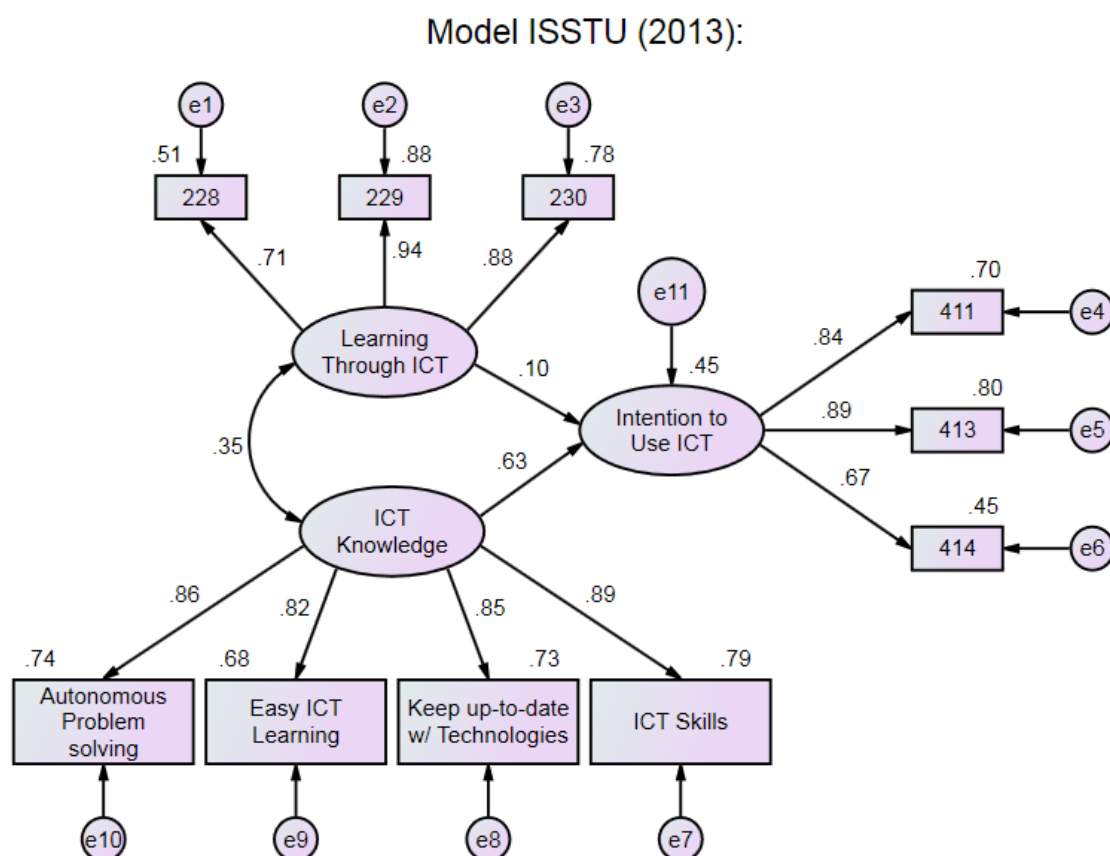 Model ISSTU (2013):
e1
e2
e3
.51
.88
.78
228
229
230
.71
.94
.88
e11
.70
411
e4
.84
Learning
Through ICT
.10
.45
.80
Intention to
Use ICT
.89
413
e5
.35
.63
.67
.45
ICT
Knowledge
414
e6
.86
.82
.85
.89
.74
.68
.73
.79
Autonomous
Problem
solving
Easy ICT
Learning
Keep up-to-date
w/ Technologies
ICT Skills
e10
e9
e8
e7